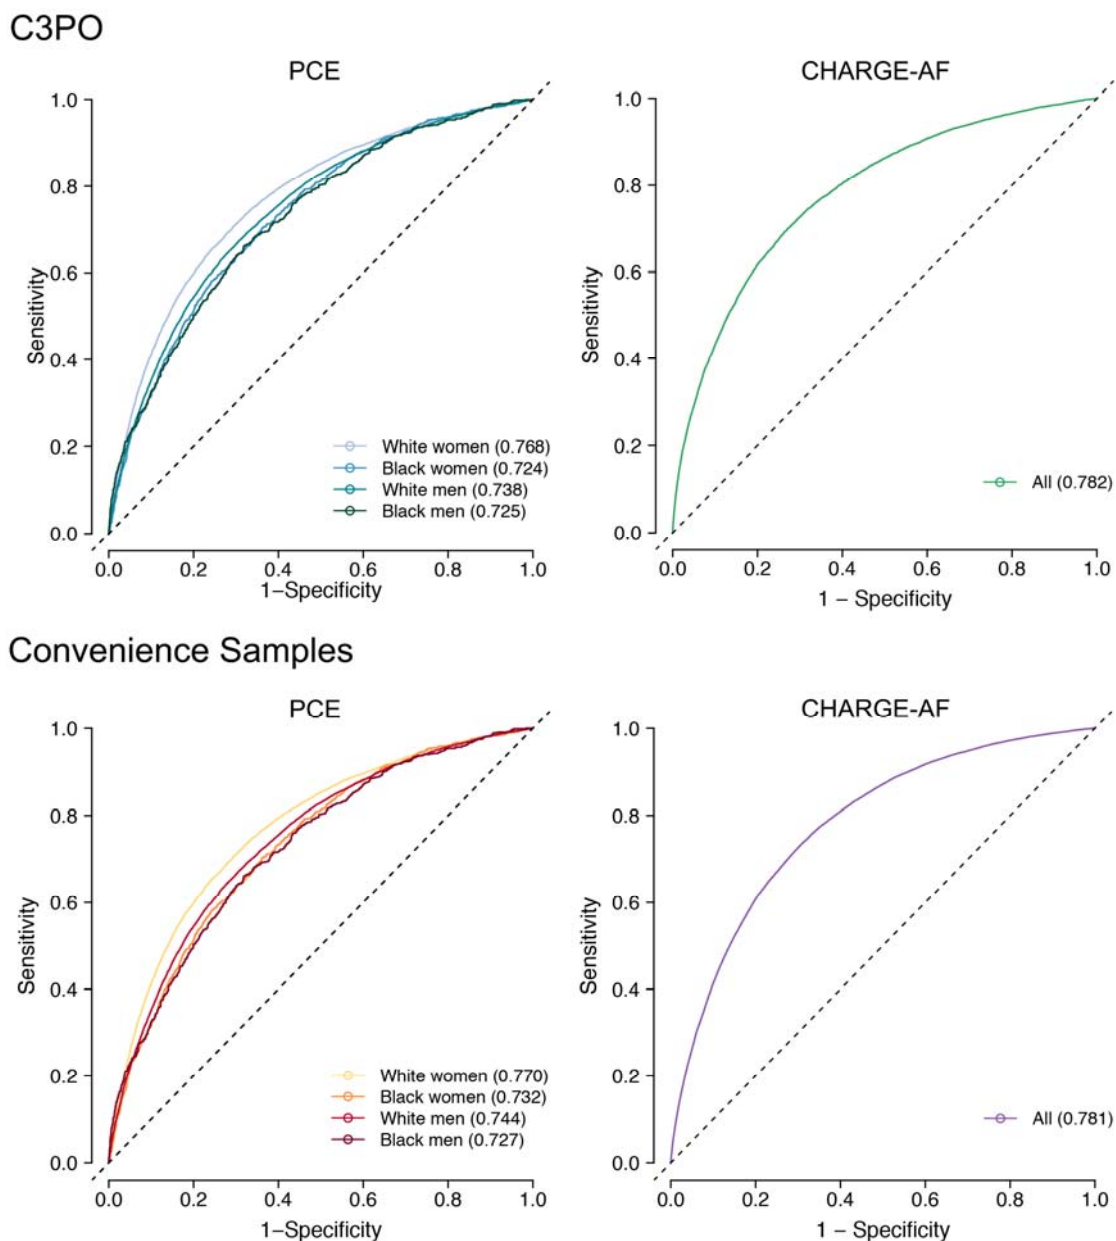 C3PO
PCE
1.0
0.8
0.6
0.4
0.2
0.0
Sensitivity
White women (0.768)
Black women (0.724)
White men (0.738)
Black men (0.725)
0.0 0.2 0.4 0.6 0.8 1.0
1−Specificity
CHARGE-AF
1.0
0.8
0.6
0.4
0.2
0.0
Sensitivity
All (0.782)
0.0 0.2 0.4 0.6 0.8 1.0
1 − Specificity
Convenience Samples
PCE
1.0
0.8
0.6
0.4
0.2
0.0
Sensitivity
White women (0.770)
Black women (0.732)
White men (0.744)
Black men (0.727)
0.0 0.2 0.4 0.6 0.8 1.0
1−Specificity
CHARGE-AF
1.0
0.8
0.6
0.4
0.2
0.0
Sensitivity
All (0.781)
0.0 0.2 0.4 0.6 0.8 1.0
1 − Specificity